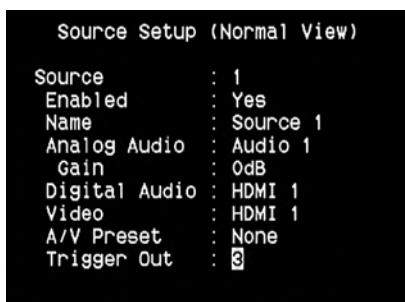 Source Setup (Normal View)
Source : 1
Enabled : Yes
Name : Source 1
Analog Audio : Audio 1
Gain : 0dB
Digital Audio : HDMI 1
Video : HDMI 1
A/V Preset : None
Trigger Out : 3